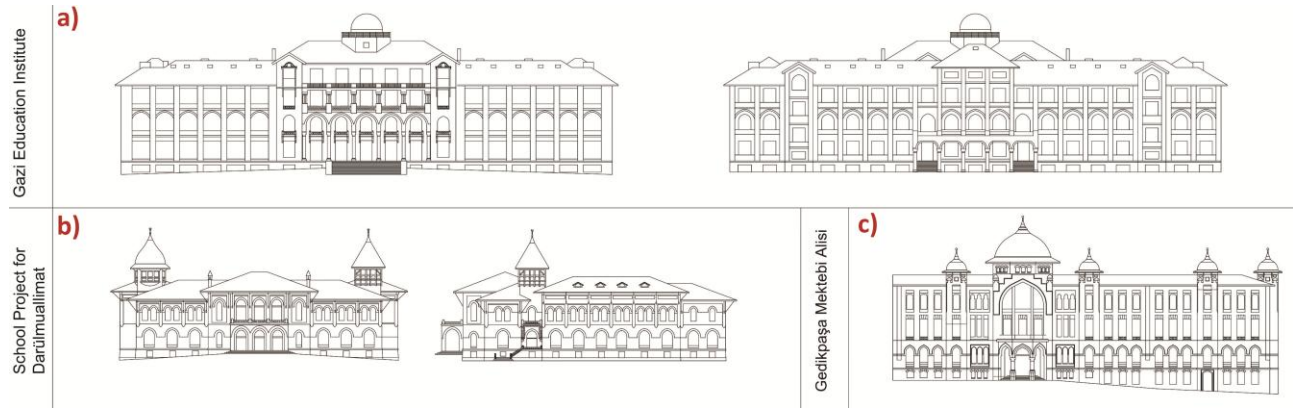 Gazi Education Institute
a)
School Project for
Darülmuallimat
b)
Gedikpaşa Mektebi Alisi
c)